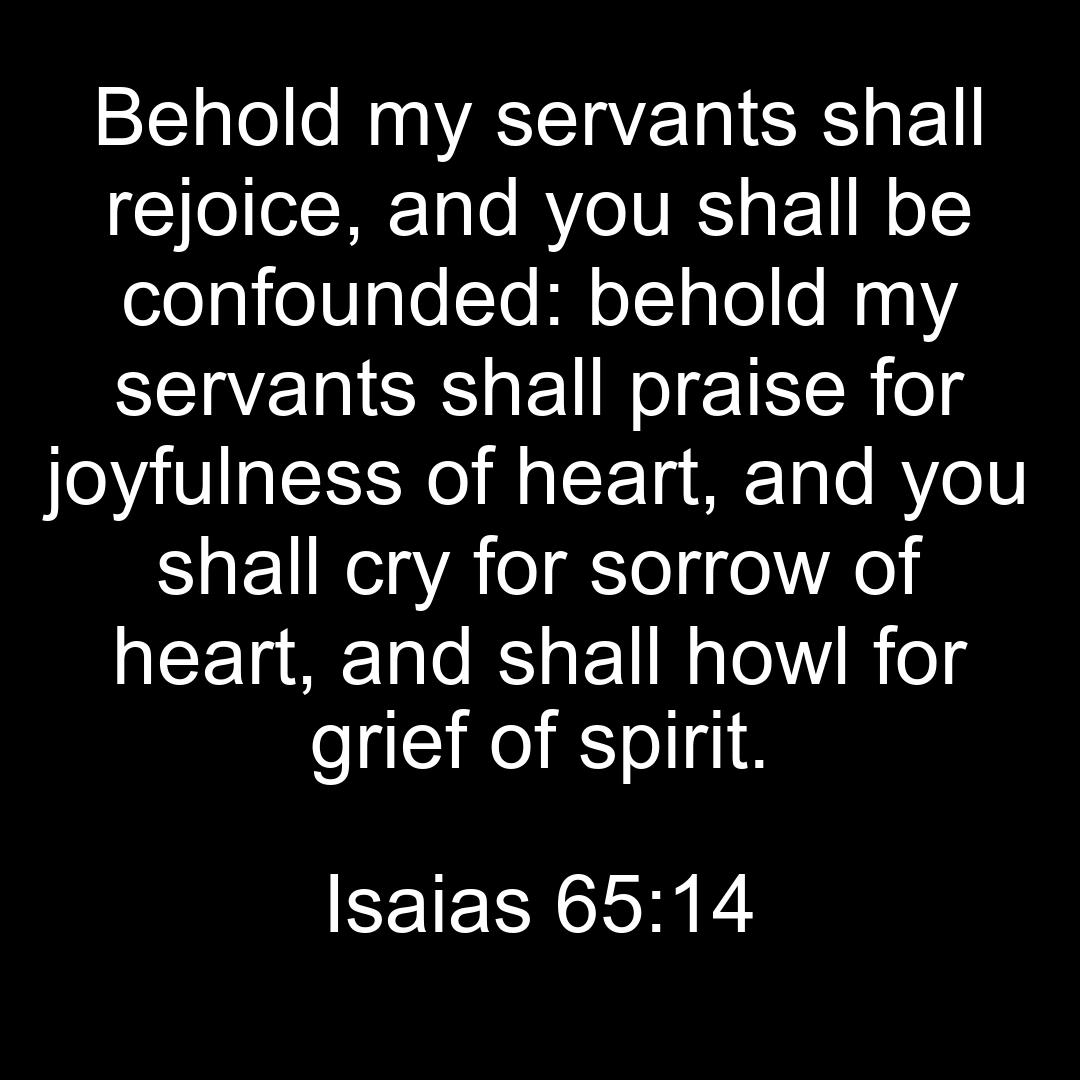 Behold my servants shall
rejoice, and you shall be
confounded: behold my
servants shall praise for
joyfulness of heart, and you
shall cry for sorrow of
heart, and shall howl for
grief of spirit.
Isaias 65:14